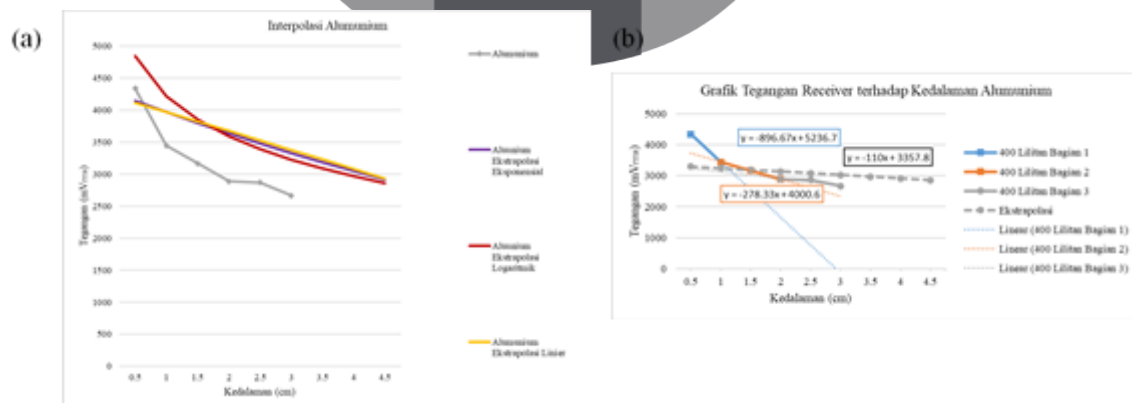 (a)
Interpolasi Alumunium
Tegangan (mVPTP)
5000
4500
4000
3500
3000
2500
2000
1500
1000
500
0
0.5 1 1.5 2 2.5 3 3.5 4 4.5
Kedalaman (cm)
Alumunium
Alumunium
Ekstrapolasi
Eksponensial
Alumunium
Ekstrapolasi
Logaritmik
Alumunium
Ekstrapolasi Linier
(b)
Grafik Tegangan Receiver terhadap Kedalaman Alumunium
Tegangan (mVPTP)
5000
4000
3000
2000
1000
0
y = -896.67x + 5236.7
y = -110x + 3357.8
y = -278.33x + 4000.6
0.5 1 1.5 2 2.5 3 3.5 4 4.5
Kedalaman (cm)
400 Lilitan Bagian 1
400 Lilitan Bagian 2
400 Lilitan Bagian 3
Ekstrapolasi
Linear (400 Lilitan Bagian 1)
Linear (400 Lilitan Bagian 2)
Linear (400 Lilitan Bagian 3)